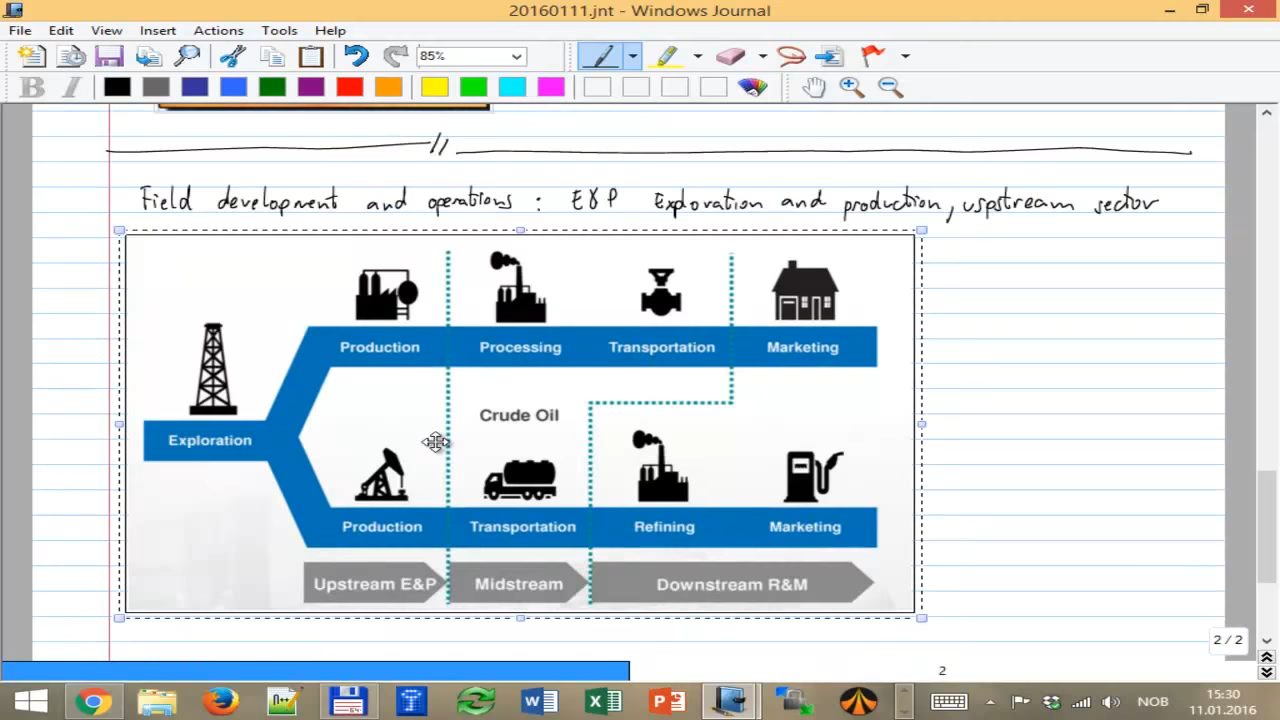 20160111.jnt - Windows Journal
File Edit View Insert Actions Tools Help
85%
B I
Field development and operations : E&P Exploration and production, uspstream sector
Production Processing Transportation Marketing
Crude Oil
Exploration
Production Transportation Refining Marketing
Upstream E&P Midstream Downstream R&M
2 / 2
2
NOB
15:30
11.01.2016